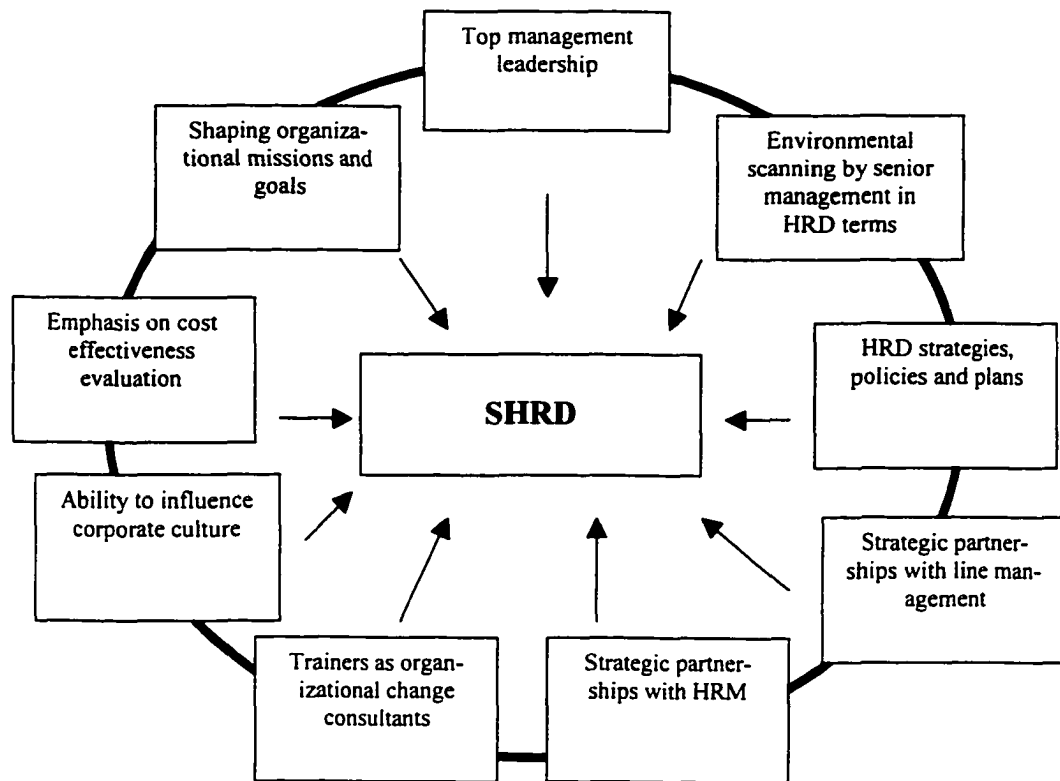 Top management
leadership
Shaping organiza-
tional missions and
goals
Environmental
scanning by senior
management in
HRD terms
Emphasis on cost
effectiveness
evaluation
SHRD
HRD strategies,
policies and plans
Ability to influence
corporate culture
Strategic partner-
ships with line man-
agement
Trainers as organ-
izational change
consultants
Strategic partner-
ships with HRM